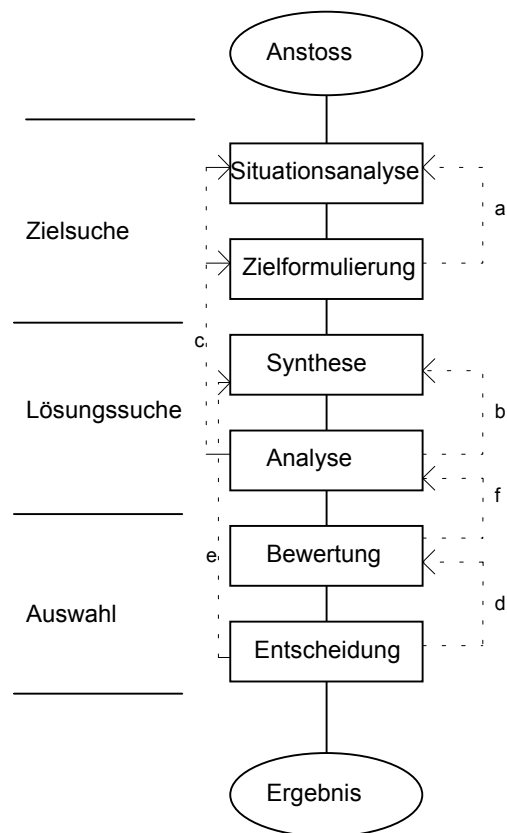 Anstoss
Situationsanalyse
a
Zielsuche
Zielformulierung
c
Synthese
Lösungssuche
b
Analyse
f
Bewertung
e
d
Auswahl
Entscheidung
Ergebnis